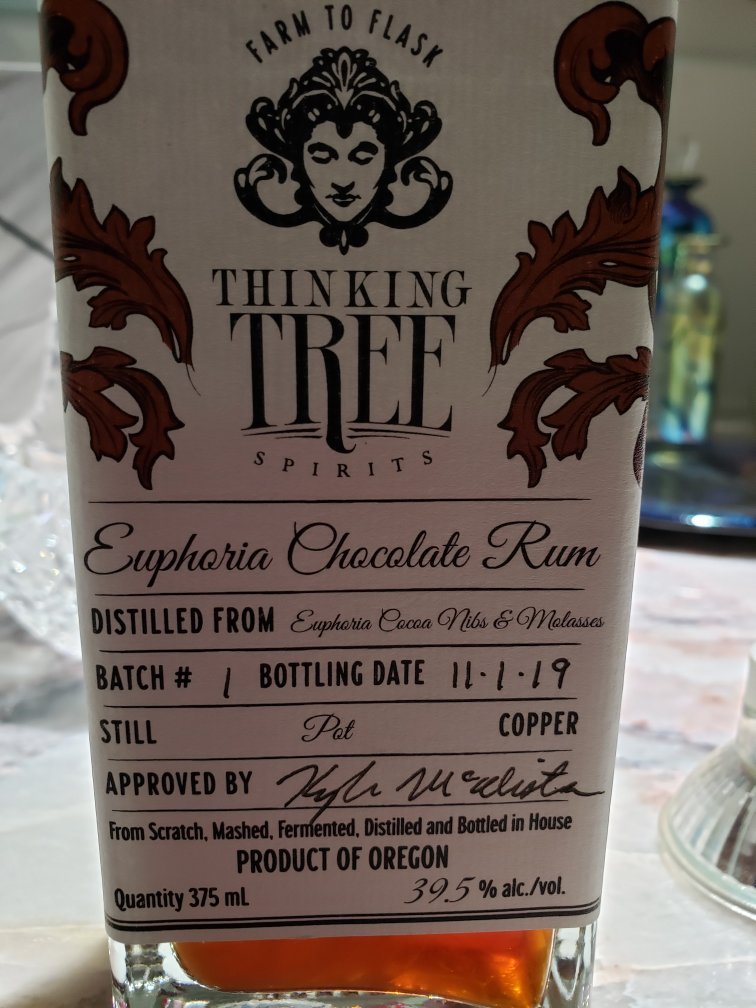 FARM TO FLASK
THINKING
TREE
SPIRITS
Euphoria Chocolate Rum
DISTILLED FROM Euphoria Cocoa Nibs & Molasses
BATCH # 1 BOTTLING DATE 11-1-19
STILL Pot COPPER
APPROVED BY Kyle McAlister
From Scratch, Mashed, Fermented, Distilled and Bottled in House
PRODUCT OF OREGON
Quantity 375 mL 39.5 % alc./vol.